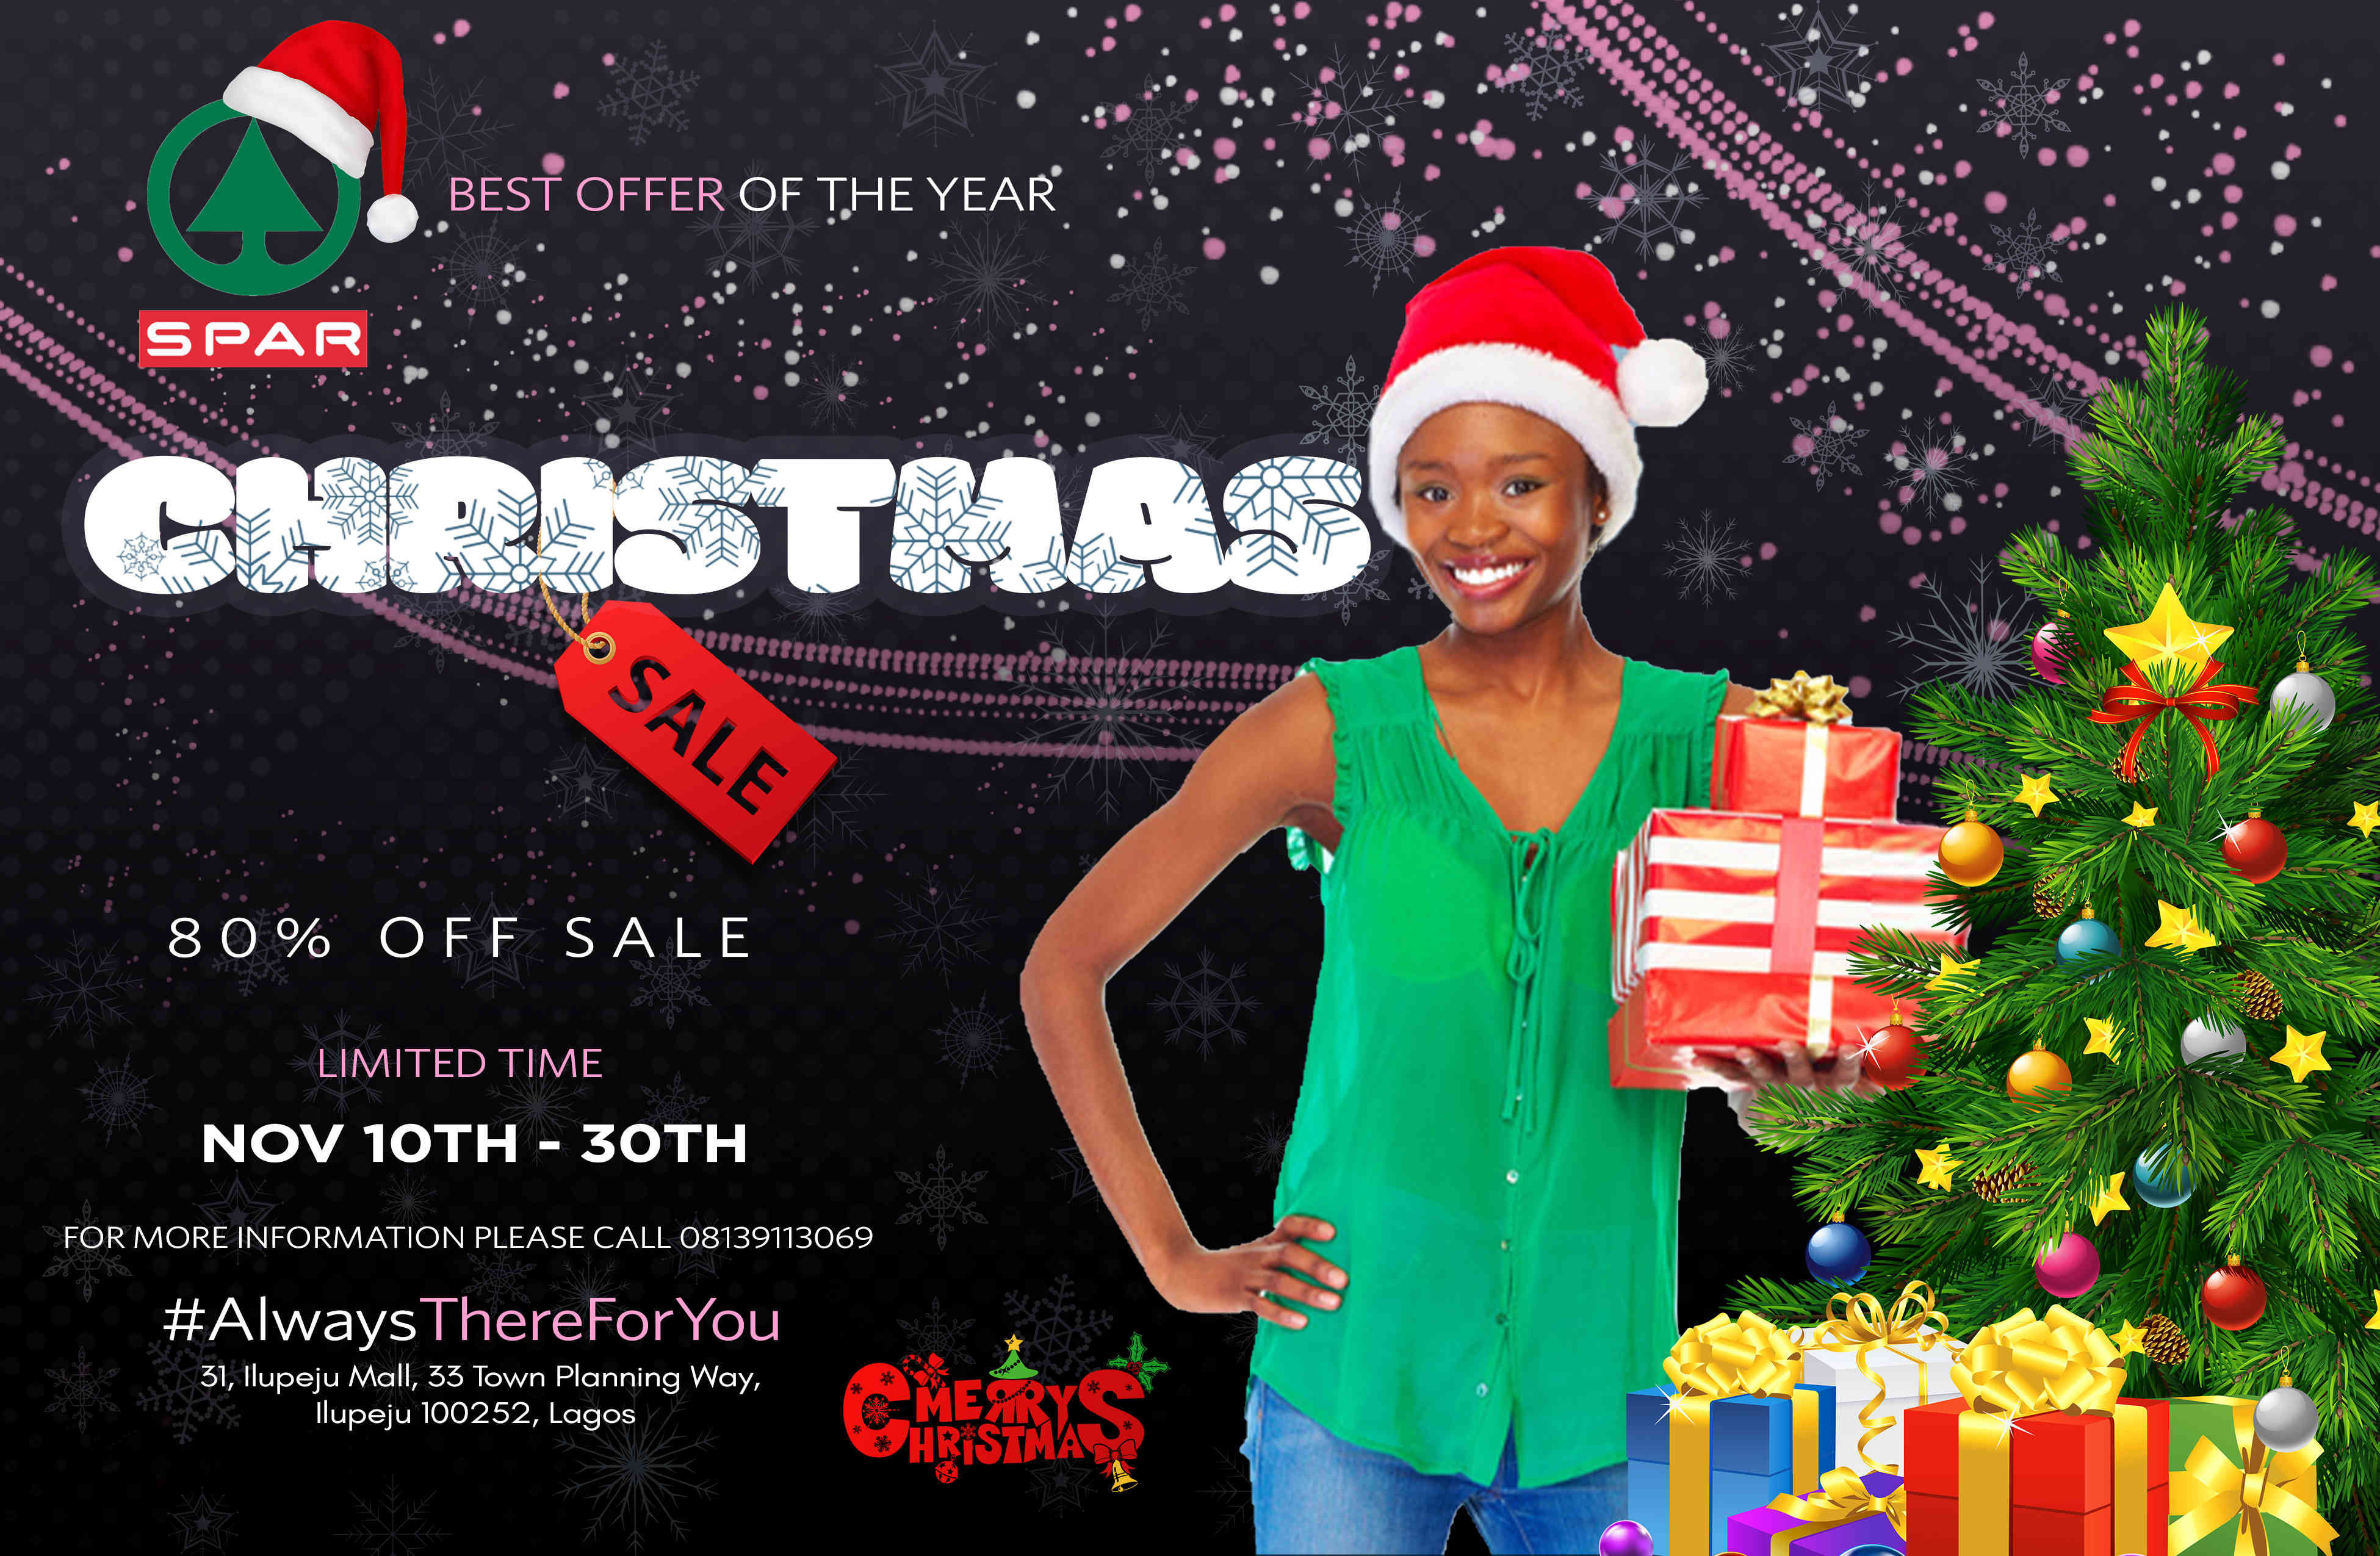 SPAR
BEST OFFER OF THE YEAR
CHRISTMAS
SALE
80% OFF SALE
LIMITED TIME
NOV 10TH - 30TH
FOR MORE INFORMATION PLEASE CALL 08139113069
#AlwaysThereForYou
31, Ilupeju Mall, 33 Town Planning Way,
Ilupeju 100252, Lagos
MERRY
CHRISTMAS